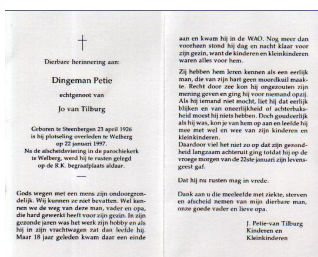 Dierbare herinnering aan:
Dingeman Petie
echtgenoot van
Jo van Tilburg
Geboren te Steenbergen 23 april 1926
is hij plotseling overleden te Welberg
op 22 januari 1997.
Na de afscheidsviering in de parochiekerk
te Welberg, werd hij te rusten gelegd
op de R.K. begraafplaats aldaar.
Gods wegen met een mens zijn ondoorgron-
delijk. Wij kunnen ze niet bevatten. Wel ken-
nen we de weg van deze man, vader en opa,
die hard gewerkt heeft voor zijn gezin. In zijn
gezonde jaren was het werk zijn hobby en als
hij in zijn vrachtwagen zat dan leefde hij.
Maar 18 jaar geleden kwam daar een einde
aan en kwam hij in de WAO. Nog meer dan
voorheen stond hij dag en nacht klaar voor
zijn gezin, want de kinderen en kleinkinderen
waren alles voor hem.
Zij hebben hem leren kennen als een eerlijk
man, die van zijn hart geen moordkuil maak-
te. Recht door zee kon hij ongezouten zijn
mening geven en ging hij voor niemand opzij.
Als hij iemand niet mocht, liet hij dat eerlijk
blijken en van oneerlijkheid of achterbaks-
heid moest hij niets hebben. Doch goudeerlijk
als hij was, kon je van hem op aan en leefde hij
mee met wel en wee van zijn kinderen en
kleinkinderen.
Daardoor viel het niet zo op dat zijn gezond-
heid langzaam achteruit ging totdat hij op de
vroege morgen van de 22ste januari zijn levens-
geest gaf.
Dat hij nu rusten mag in vrede.
Dank aan u die meeleefde met ziekte, sterven
en afscheid nemen van mijn dierbare man,
onze goede vader en lieve opa.
J. Petie-van Tilburg
Kinderen en
Kleinkinderen